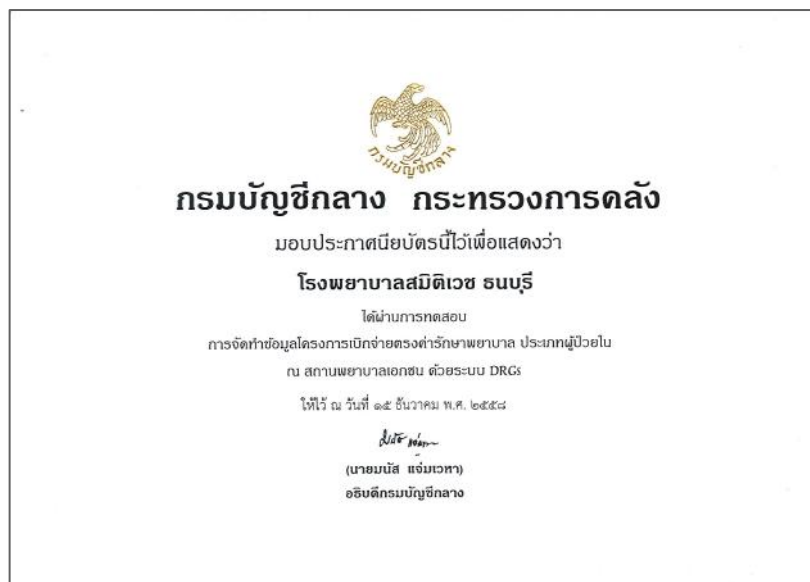 กรมบัญชีกลาง
กรมบัญชีกลาง กระทรวงการคลัง
มอบประกาศนียบัตรนี้ไว้เพื่อแสดงว่า
โรงพยาบาลสมิติเวช ธนบุรี
ได้ผ่านการทดสอบ
การจัดทำข้อมูลโครงการเบิกจ่ายตรงค่ารักษาพยาบาล ประเภทผู้ป่วยใน
ณ สถานพยาบาลเอกชน ด้วยระบบ DRGs
ให้ไว้ ณ วันที่ ๑๕ ธันวาคม พ.ศ. ๒๕๕๘
(นายมนัส แจ่มเวหา)
อธิบดีกรมบัญชีกลาง